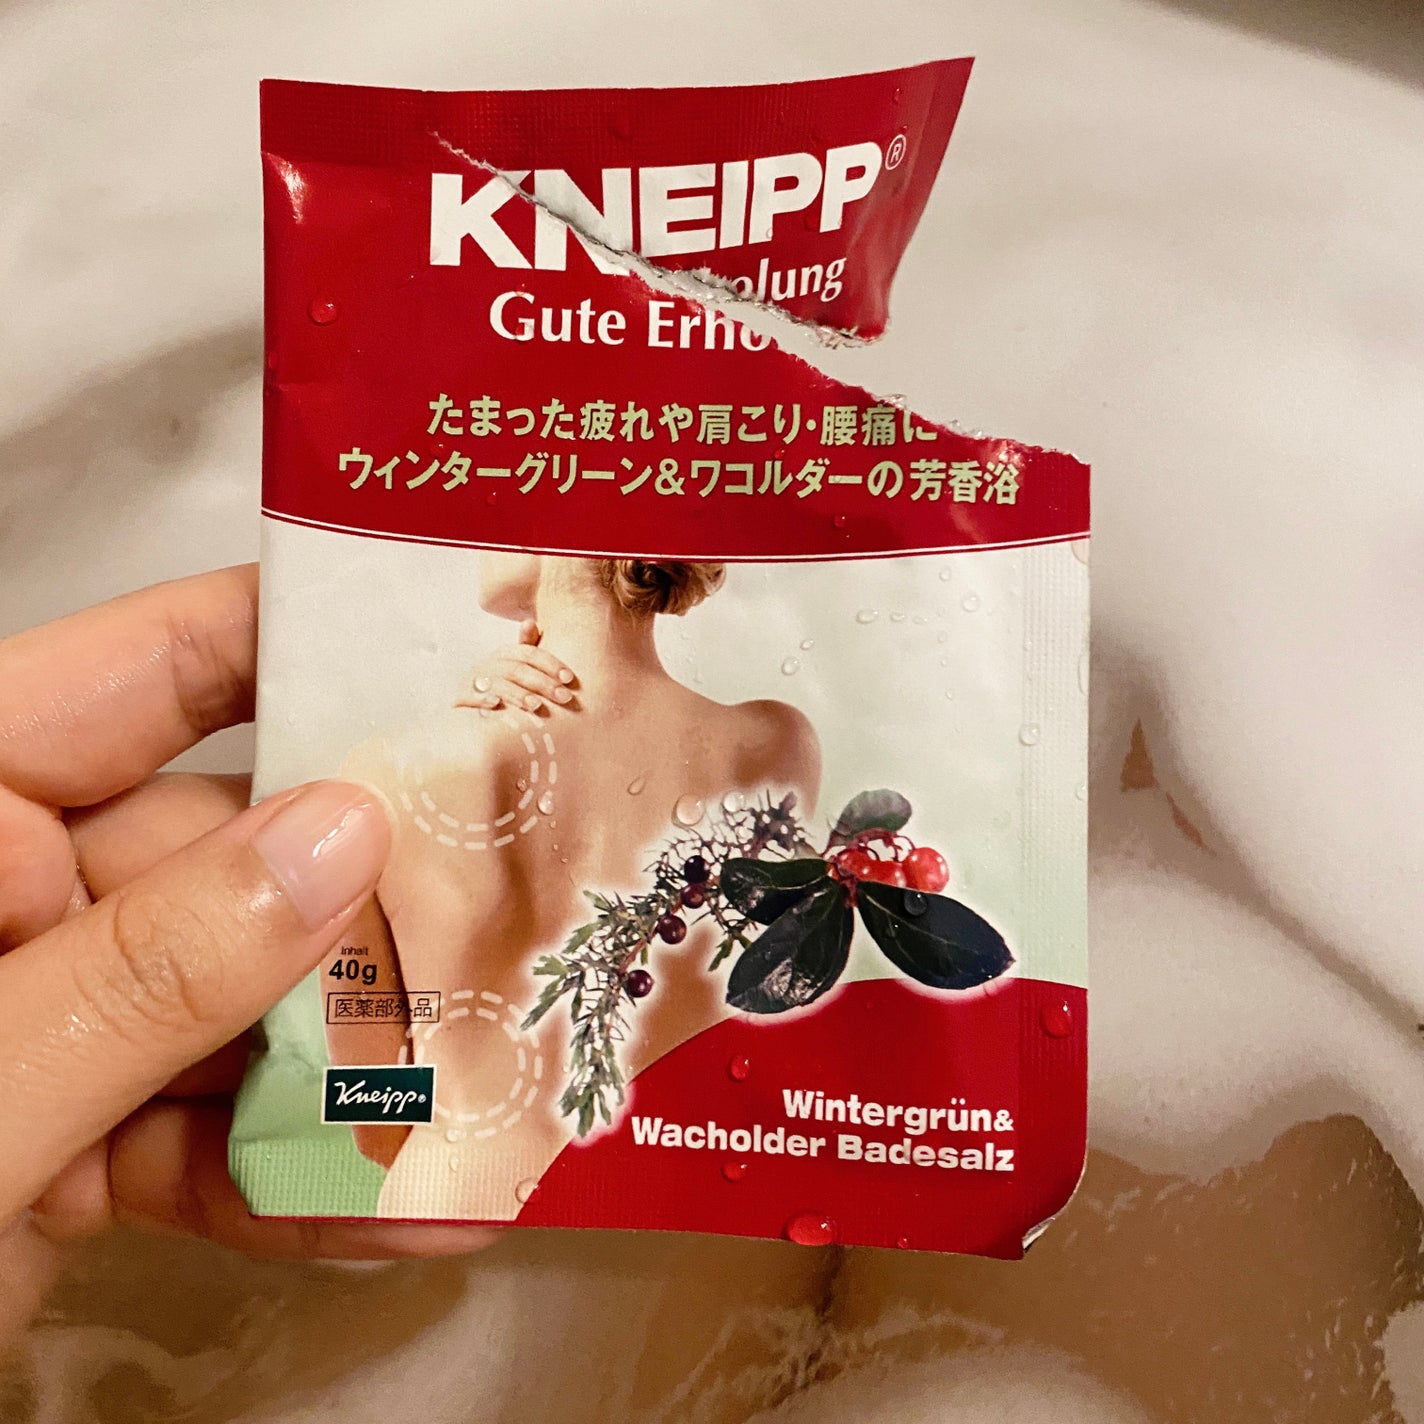 KNEIPP®
Gute Erholung
たまった疲れや肩こり・腰痛に
ウィンターグリーン&ワコルダーの芳香浴
Inhalt
40g
医薬部外品
Kneipp®
Wintergrün&
Wacholder Badesalz